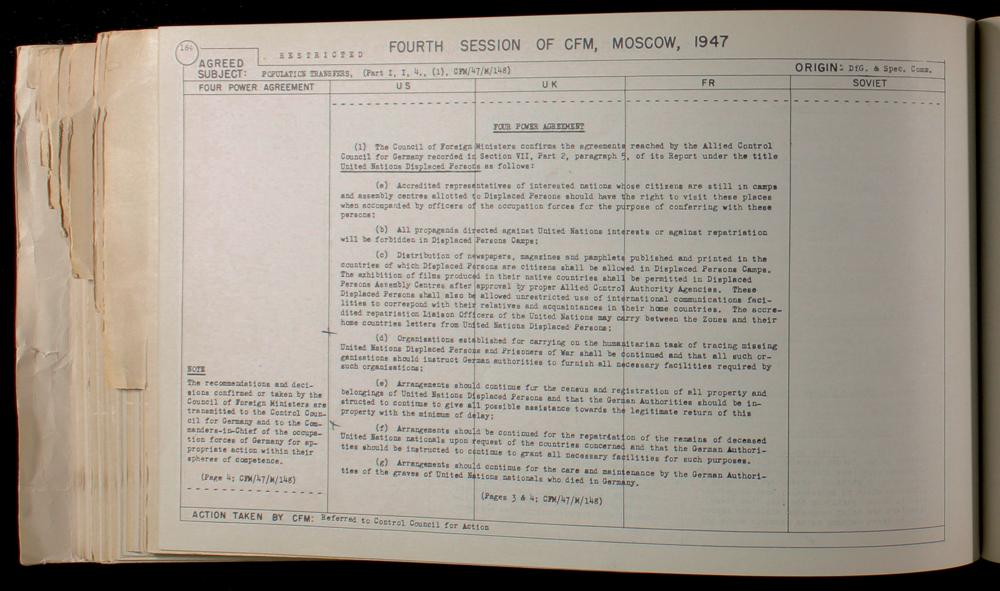 184
RESTRICTED
FOURTH SESSION OF CFM, MOSCOW, 1947
AGREED
SUBJECT: POPULATION TRANSFERS, (Part I, I, 4., (1), CFM/47/M/148)
ORIGIN: DfG. & Spec. Comm.
FOUR POWER AGREEMENT
US
UK
FR
SOVIET
FOUR POWER AGREEMENT
(1) The Council of Foreign Ministers confirms the agreements reached by the Allied Control
Council for Germany recorded in Section VII, Part 2, paragraph 5, of its Report under the title
United Nations Displaced Persons as follows:
(a) Accredited representatives of interested nations whose citizens are still in camps
and assembly centres allotted to Displaced Persons should have the right to visit these places
when accompanied by officers of the occupation forces for the purpose of conferring with these
persons;
(b) All propaganda directed against United Nations interests or against repatriation
will be forbidden in Displaced Persons Camps;
(c) Distribution of newspapers, magazines and pamphlets published and printed in the
countries of which Displaced Persons are citizens shall be allowed in Displaced Persons Camps.
The exhibition of films produced in their native countries shall be permitted in Displaced
Persons Assembly Centres after approval by proper Allied Control Authority Agencies. These
Displaced Persons shall also be allowed unrestricted use of international communications faci-
lities to correspond with their relatives and acquaintances in their home countries. The accre-
dited repatriation Liaison Officers of the United Nations may carry between the Zones and their
home countries letters from United Nations Displaced Persons;
(d) Organisations established for carrying on the humanitarian task of tracing missing
United Nations Displaced Persons and Prisoners of War shall be continued and that all such or-
ganisations should instruct German authorities to furnish all necessary facilities required by
such organisations;
(e) Arrangements should continue for the census and registration of all property and
belongings of United Nations Displaced Persons and that the German Authorities should be in-
structed to continue to give all possible assistance towards the legitimate return of this
property with the minimum of delay;
(f) Arrangements should be continued for the repatriation of the remains of deceased
United Nations nationals upon request of the countries concerned and that the German Authori-
ties should be instructed to continue to grant all necessary facilities for such purposes.
(g) Arrangements should continue for the care and maintenance by the German Authori-
ties of the graves of United Nations nationals who died in Germany.
(Pages 3 & 4; CFM/47/M/148)
NOTE
The recommendations and deci-
sions confirmed or taken by the
Council of Foreign Ministers are
transmitted to the Control Coun-
cil for Germany and to the Com-
manders-in-Chief of the occupa-
tion forces of Germany for ap-
propriate action within their
spheres of competence.
(Page 4; CFM/47/M/148)
ACTION TAKEN BY CFM: Referred to Control Council for Action